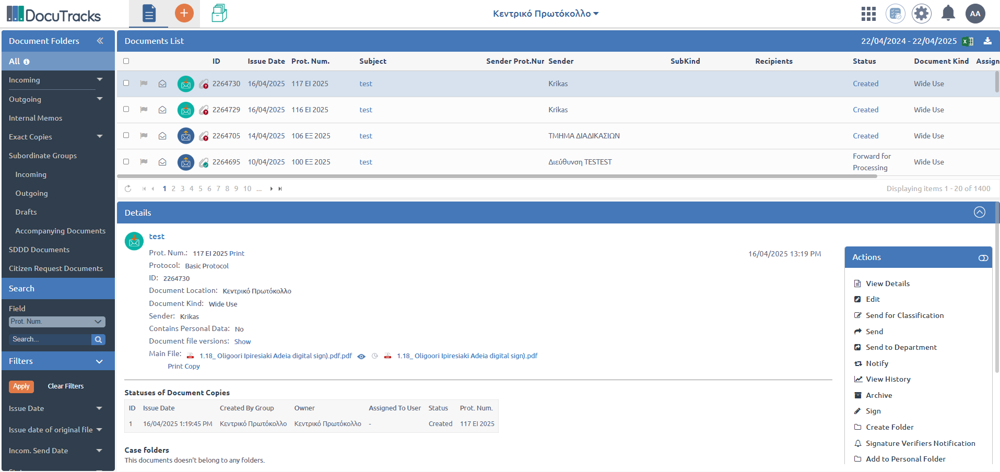 DocuTracks
Κεντρικό Πρωτόκολλο
AA
Document Folders
All
Incoming
Outgoing
Internal Memos
Exact Copies
Subordinate Groups
Incoming
Outgoing
Drafts
Accompanying Documents
SDDD Documents
Citizen Request Documents
Search
Field
Prot. Num.
Search...
Filters
Apply Clear Filters
Issue Date
Issue date of original file
Incom. Send Date
Documents List 22/04/2024 - 22/04/2025
ID Issue Date Prot. Num. Subject Sender Prot.Nur Sender SubKind Recipients Status Document Kind Assign
2264730 16/04/2025 117 ΕΙ 2025 test Krikas Created Wide Use
2264729 16/04/2025 116 ΕΙ 2025 test Krikas Created Wide Use
2264705 14/04/2025 106 ΕΞ 2025 test ΤΜΗΜΑ ΔΙΑΔΙΚΑΣΙΩΝ Created Wide Use
2264695 10/04/2025 100 ΕΞ 2025 test Διεύθυνση TESTEST Forward for Processing Wide Use
1 2 3 4 5 6 7 8 9 10 ... Displaying items 1 - 20 of 1400
Details
test
Prot. Num.: 117 ΕΙ 2025 Print 16/04/2025 13:19 PM
Protocol: Basic Protocol
ID: 2264730
Document Location: Κεντρικό Πρωτόκολλο
Document Kind: Wide Use
Sender: Krikas
Contains Personal Data: No
Document file versions: Show
Main File: 1.18_ Oligoori Ipiresiaki Adeia digital sign).pdf.pdf 1.18_ Oligoori Ipiresiaki Adeia digital sign).pdf
Print Copy
Statuses of Document Copies
ID Issue Date Created By Group Owner Assigned To User Status Prot. Num.
1 16/04/2025 1:19:45 PM Κεντρικό Πρωτόκολλο Κεντρικό Πρωτόκολλο - Created 117 ΕΙ 2025
Case folders
This documents doesn't belong to any folders.
Actions
View Details
Edit
Send for Classification
Send
Send to Department
Notify
View History
Archive
Sign
Create Folder
Signature Verifiers Notification
Add to Personal Folder